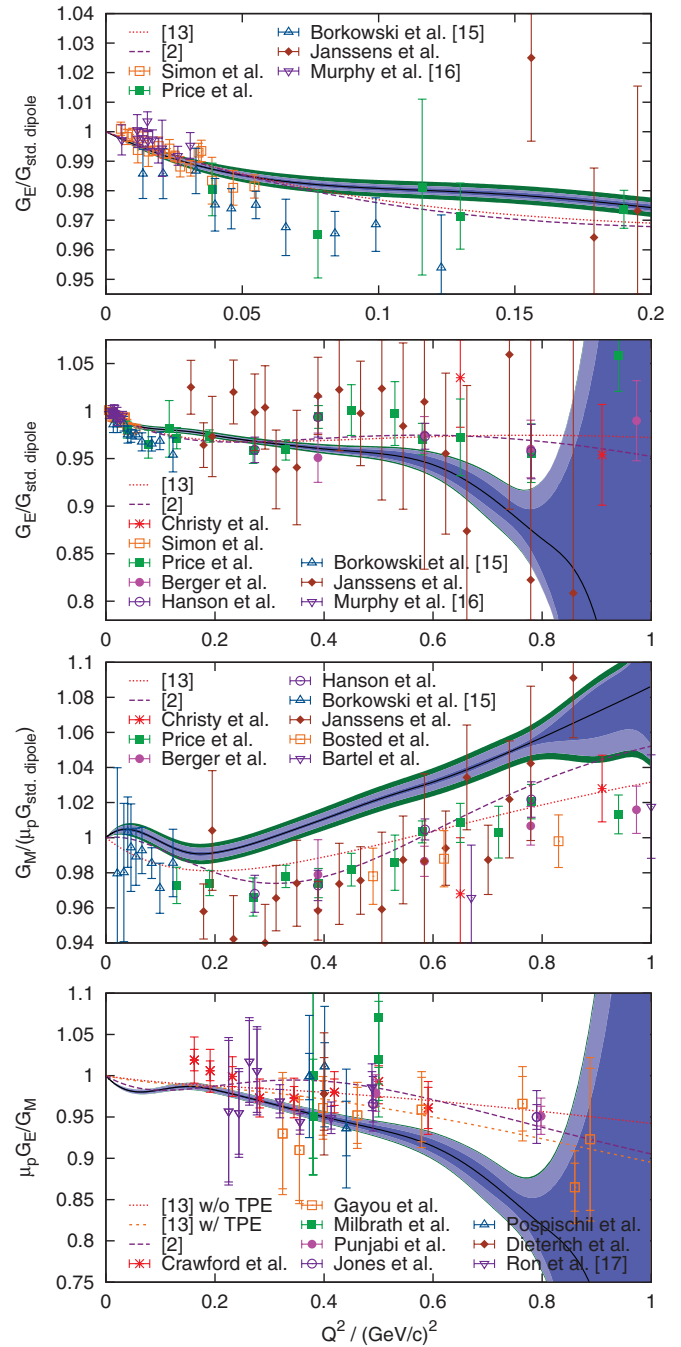 1.04
1.03
1.02
1.01
1
0.99
0.98
0.97
0.96
0.95
G_E/G_std. dipole
[13]
[2]
Simon et al.
Price et al.
Borkowski et al. [15]
Janssens et al.
Murphy et al. [16]
0 0.05 0.1 0.15 0.2
1.05
1
0.95
0.9
0.85
0.8
G_E/G_std. dipole
[13]
[2]
Christy et al.
Simon et al.
Price et al.
Berger et al.
Hanson et al.
Borkowski et al. [15]
Janssens et al.
Murphy et al. [16]
0 0.2 0.4 0.6 0.8 1
1.1
1.08
1.06
1.04
1.02
1
0.98
0.96
0.94
G_M/(μ_pG_std. dipole)
[13]
[2]
Christy et al.
Price et al.
Berger et al.
Hanson et al.
Borkowski et al. [15]
Janssens et al.
Bosted et al.
Bartel et al.
0 0.2 0.4 0.6 0.8 1
1.1
1.05
1
0.95
0.9
0.85
0.8
0.75
μ_pG_E/G_M
[13] w/o TPE
[13] w/ TPE
[2]
Crawford et al.
Gayou et al.
Milbrath et al.
Punjabi et al.
Jones et al.
Pospischil et al.
Dieterich et al.
Ron et al. [17]
0 0.2 0.4 0.6 0.8 1
Q² / (GeV/c)²